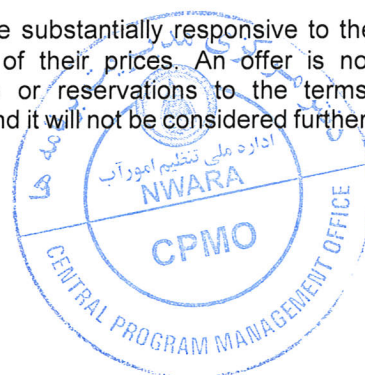 e substantially responsive to the
of their prices. An offer is no
or reservations to the terms
nd it will not be considered further
اداره ملی تنظیم امور آب
NWARA
CPMO
CENTRAL PROGRAM MANAGEMENT OFFICE